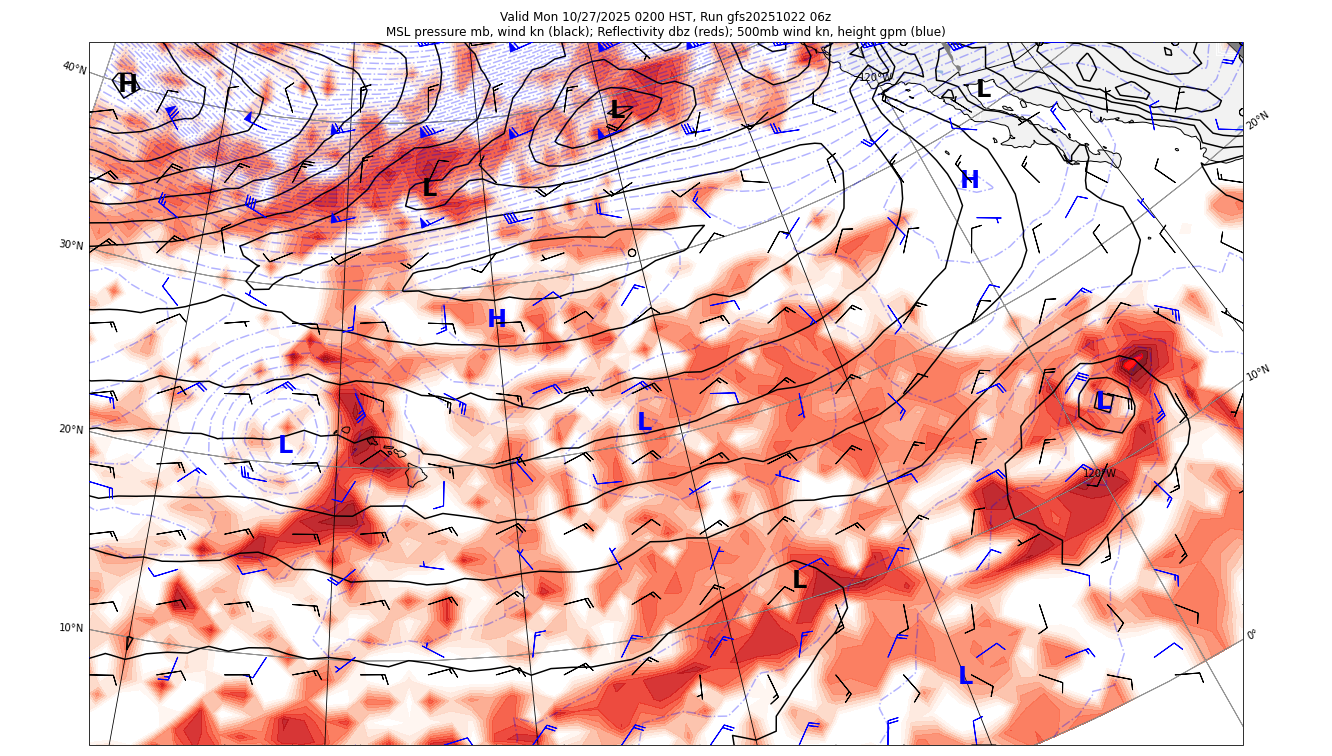 Valid Mon 10/27/2025 0200 HST, Run gfs20251022 06z
MSL pressure mb, wind kn (black); Reflectivity dbz (reds); 500mb wind kn, height gpm (blue)
40°N
H
L
120°W
L
20°N
H
L
30°N
H
10°N
L
L
20°N
L
120°W
L
10°N
0°
L